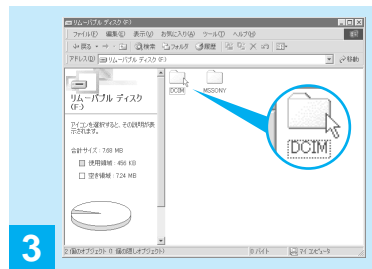 リムーバブル ディスク (F:)
ファイル(F) 編集(E) 表示(V) お気に入り(A) ツール(T) ヘルプ(H)
戻る 検索 フォルダ 履歴
アドレス(D) リムーバブル ディスク (F:) 移動
リムーバブル ディスク (F:)
DCIM MSSONY
アイコンを選択すると、その説明が表示されます。
合計サイズ : 7.68 MB
使用領域 : 456 KB
空き領域 : 7.24 MB
DCIM
2 個のオブジェクト (1 個の隠しオブジェクト) 0 バイト マイ コンピュータ
3